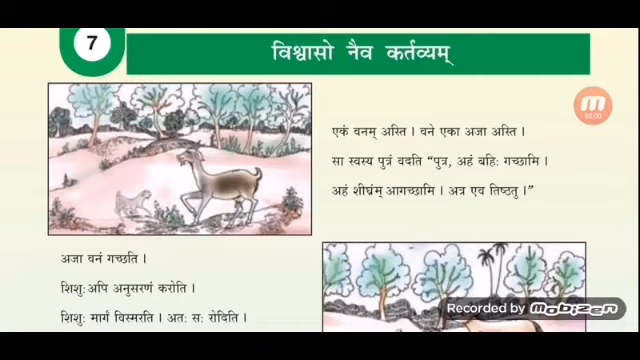 7
विश्वासो नैव कर्तव्यम्
M
02:00
एकं वनम् अस्ति । वने एका अजा अस्ति ।
सा स्वस्य पुत्रं वदति “पुत्र, अहं बहिः गच्छामि ।
अहं शीघ्रंम् आगच्छामि । अत्र एव तिष्ठतु ।”
अजा वनं गच्छति ।
शिशुः अपि अनुसरणं करोति ।
शिशुः मार्गं विस्मरति । अतः सः रोदिति ।
Recorded by MOBIZEN